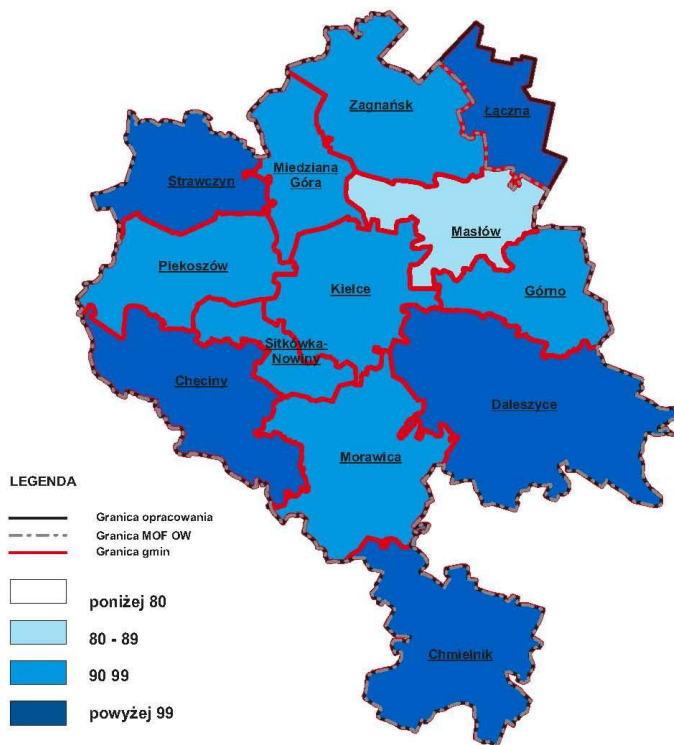 Zagnańsk
Łączna
Strawczyn
Miedziana
Góra
Masłów
Piekoszów
Kielce
Górno
Sitkówka-
Nowiny
Chęciny
Daleszyce
Morawica
LEGENDA
Granica opracowania
Granica MOF OW
Granica gmin
poniżej 80
80 - 89
90 99
powyżej 99
Chmielnik